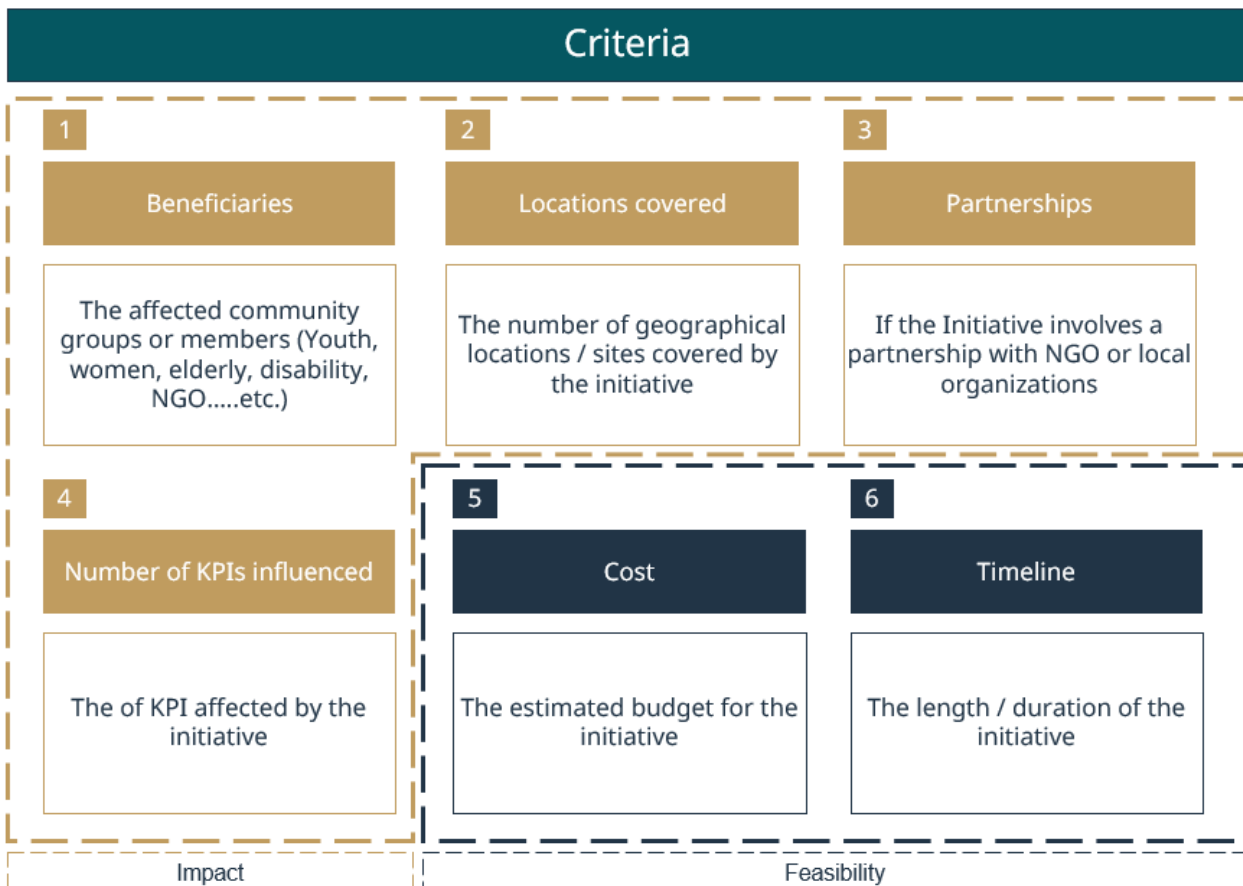 Criteria
1
Beneficiaries
The affected community
groups or members (Youth,
women, elderly, disability,
NGO.....etc.)
2
Locations covered
The number of geographical
locations / sites covered by
the initiative
3
Partnerships
If the Initiative involves a
partnership with NGO or local
organizations
4
Number of KPIs influenced
The of KPI affected by the
initiative
5
Cost
The estimated budget for the
initiative
6
Timeline
The length / duration of the
initiative
Impact
Feasibility